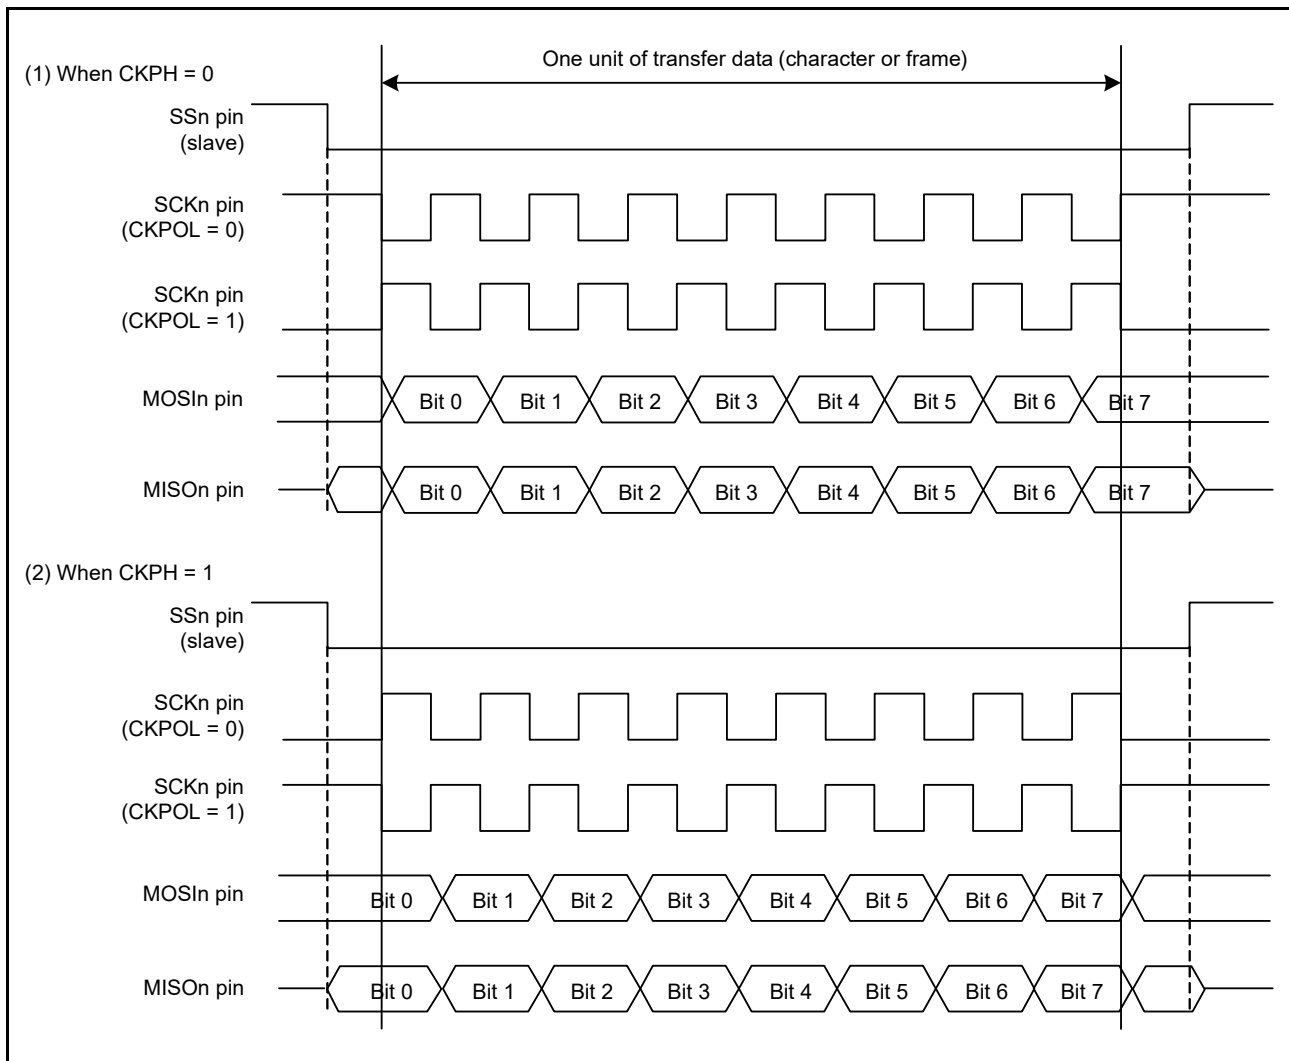 One unit of transfer data (character or frame)
(1) When CKPH = 0
SSn pin
(slave)
SCKn pin
(CKPOL = 0)
SCKn pin
(CKPOL = 1)
MOSIn pin
Bit 0 Bit 1 Bit 2 Bit 3 Bit 4 Bit 5 Bit 6 Bit 7
MISOn pin
Bit 0 Bit 1 Bit 2 Bit 3 Bit 4 Bit 5 Bit 6 Bit 7
(2) When CKPH = 1
SSn pin
(slave)
SCKn pin
(CKPOL = 0)
SCKn pin
(CKPOL = 1)
MOSIn pin
Bit 0 Bit 1 Bit 2 Bit 3 Bit 4 Bit 5 Bit 6 Bit 7
MISOn pin
Bit 0 Bit 1 Bit 2 Bit 3 Bit 4 Bit 5 Bit 6 Bit 7